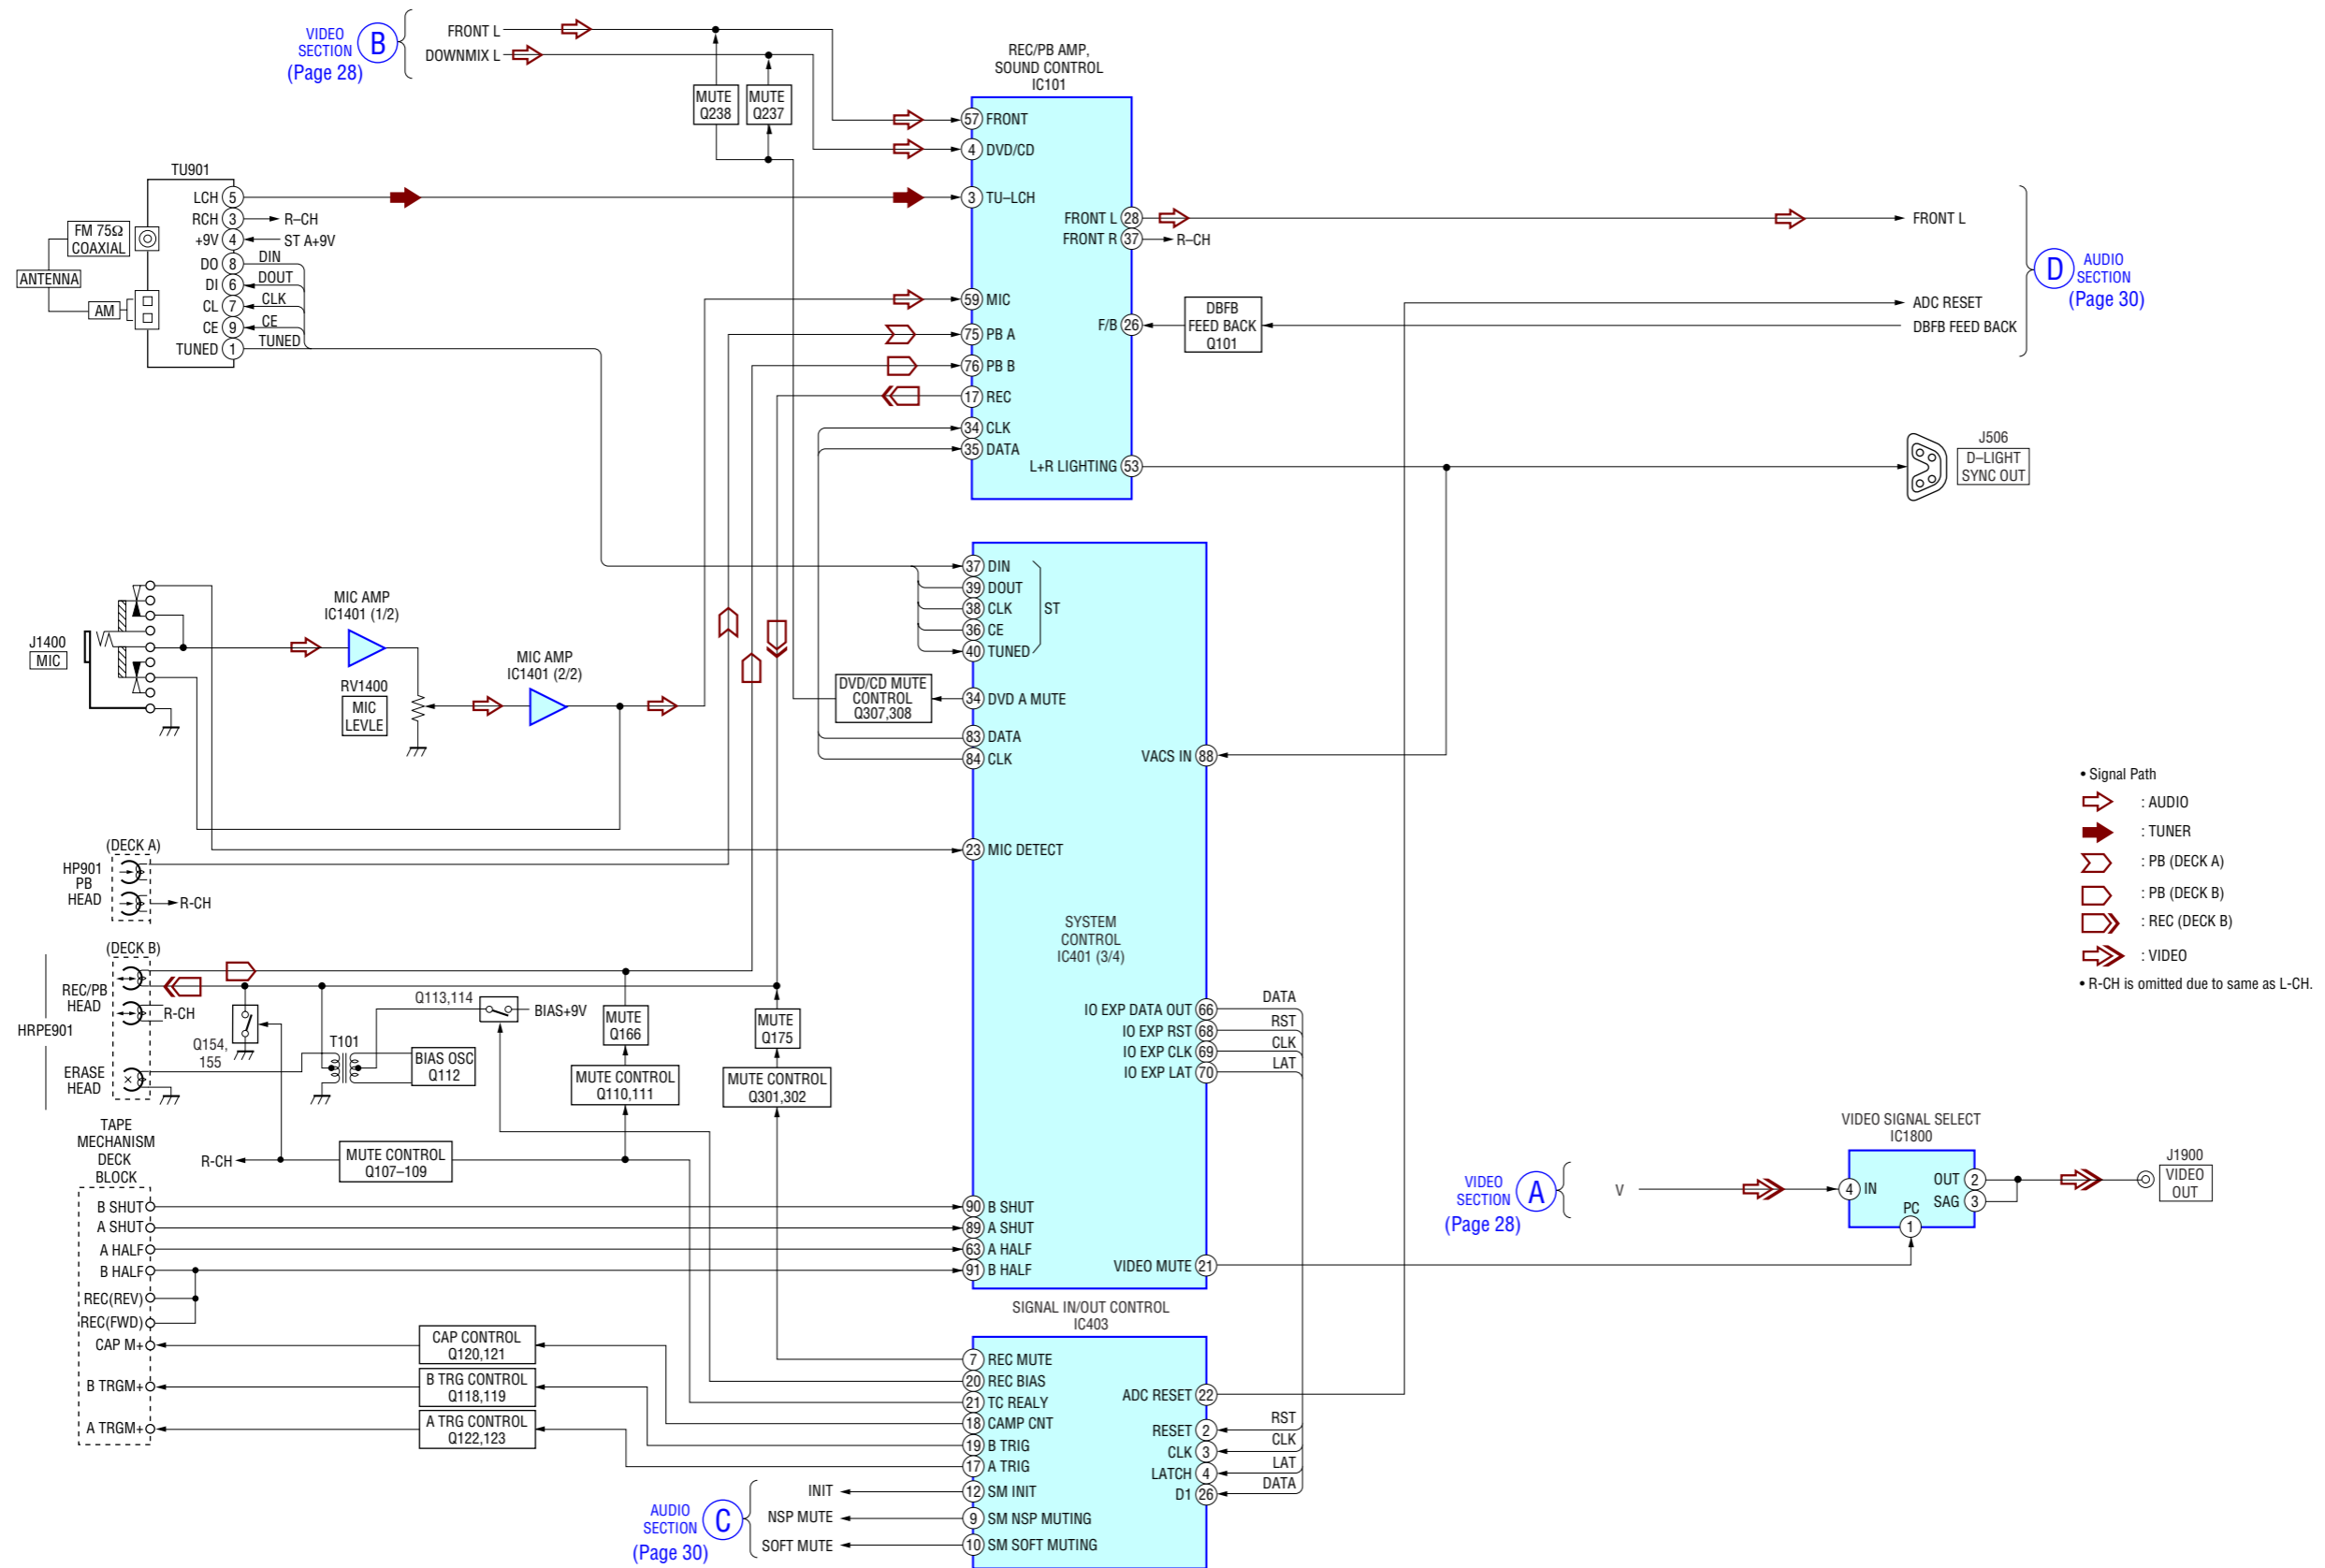 VIDEO
SECTION
B
(Page 28)
FRONT L
DOWNMIX L
MUTE
Q238
MUTE
Q237
REC/PB AMP,
SOUND CONTROL
IC101
57 FRONT
4 DVD/CD
3 TU–LCH
59 MIC
75 PB A
76 PB B
17 REC
34 CLK
35 DATA
FRONT L 28
FRONT R 37
R–CH
F/B 26
L+R LIGHTING 53
DBFB
FEED BACK
Q101
FRONT L
ADC RESET
DBFB FEED BACK
D
AUDIO
SECTION
(Page 30)
J506
D–LIGHT
SYNC OUT
TU901
LCH 5
RCH 3
R–CH
+9V 4
ST A+9V
DO 8
DIN
DI 6
DOUT
CL 7
CLK
CE 9
CE
TUNED 1
TUNED
FM 75Ω
COAXIAL
ANTENNA
AM
J1400
MIC
MIC AMP
IC1401 (1/2)
RV1400
MIC
LEVLE
MIC AMP
IC1401 (2/2)
37 DIN
39 DOUT
38 CLK
36 CE
40 TUNED
ST
DVD/CD MUTE
CONTROL
Q307,308
34 DVD A MUTE
83 DATA
84 CLK
VACS IN 88
23 MIC DETECT
SYSTEM
CONTROL
IC401 (3/4)
IO EXP DATA OUT 66
DATA
IO EXP RST 68
RST
IO EXP CLK 69
CLK
IO EXP LAT 70
LAT
90 B SHUT
89 A SHUT
63 A HALF
91 B HALF
VIDEO MUTE 21
• Signal Path
: AUDIO
: TUNER
: PB (DECK A)
: PB (DECK B)
: REC (DECK B)
: VIDEO
• R-CH is omitted due to same as L-CH.
(DECK A)
HP901
PB
HEAD
R-CH
(DECK B)
REC/PB
HEAD
R-CH
HRPE901
ERASE
HEAD
Q154,
155
T101
Q113,114
BIAS+9V
BIAS OSC
Q112
MUTE
Q166
MUTE CONTROL
Q110,111
MUTE
Q175
MUTE CONTROL
Q301,302
R-CH
MUTE CONTROL
Q107–109
TAPE
MECHANISM
DECK
BLOCK
B SHUT
A SHUT
A HALF
B HALF
REC(REV)
REC(FWD)
CAP M+
B TRGM+
A TRGM+
CAP CONTROL
Q120,121
B TRG CONTROL
Q118,119
A TRG CONTROL
Q122,123
SIGNAL IN/OUT CONTROL
IC403
7 REC MUTE
20 REC BIAS
21 TC REALY
18 CAMP CNT
19 B TRIG
17 A TRIG
12 SM INIT
9 SM NSP MUTING
10 SM SOFT MUTING
ADC RESET 22
RESET 2
RST
CLK 3
CLK
LATCH 4
LAT
D1 26
DATA
AUDIO
SECTION
C
(Page 30)
INIT
NSP MUTE
SOFT MUTE
VIDEO
SECTION
A
(Page 28)
V
VIDEO SIGNAL SELECT
IC1800
4 IN
OUT 2
SAG 3
PC
1
J1900
VIDEO
OUT